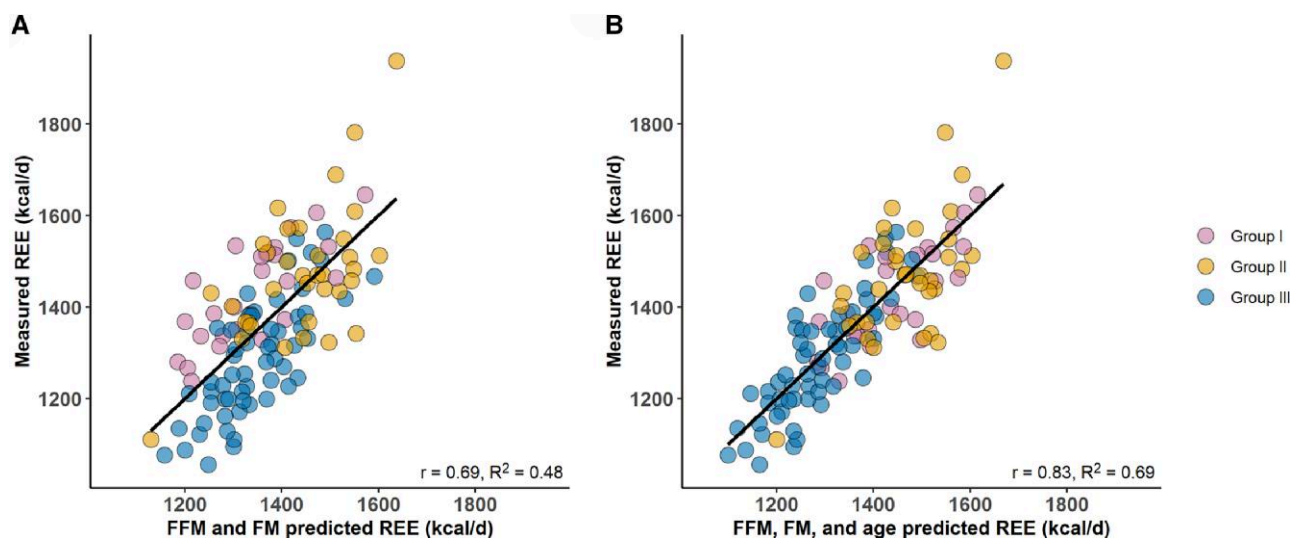 A
Measured REE (kcal/d)
1800
1600
1400
1200
1200 1400 1600 1800
FFM and FM predicted REE (kcal/d)
r = 0.69, R² = 0.48
B
Measured REE (kcal/d)
1800
1600
1400
1200
1200 1400 1600 1800
FFM, FM, and age predicted REE (kcal/d)
r = 0.83, R² = 0.69
Group I
Group II
Group III